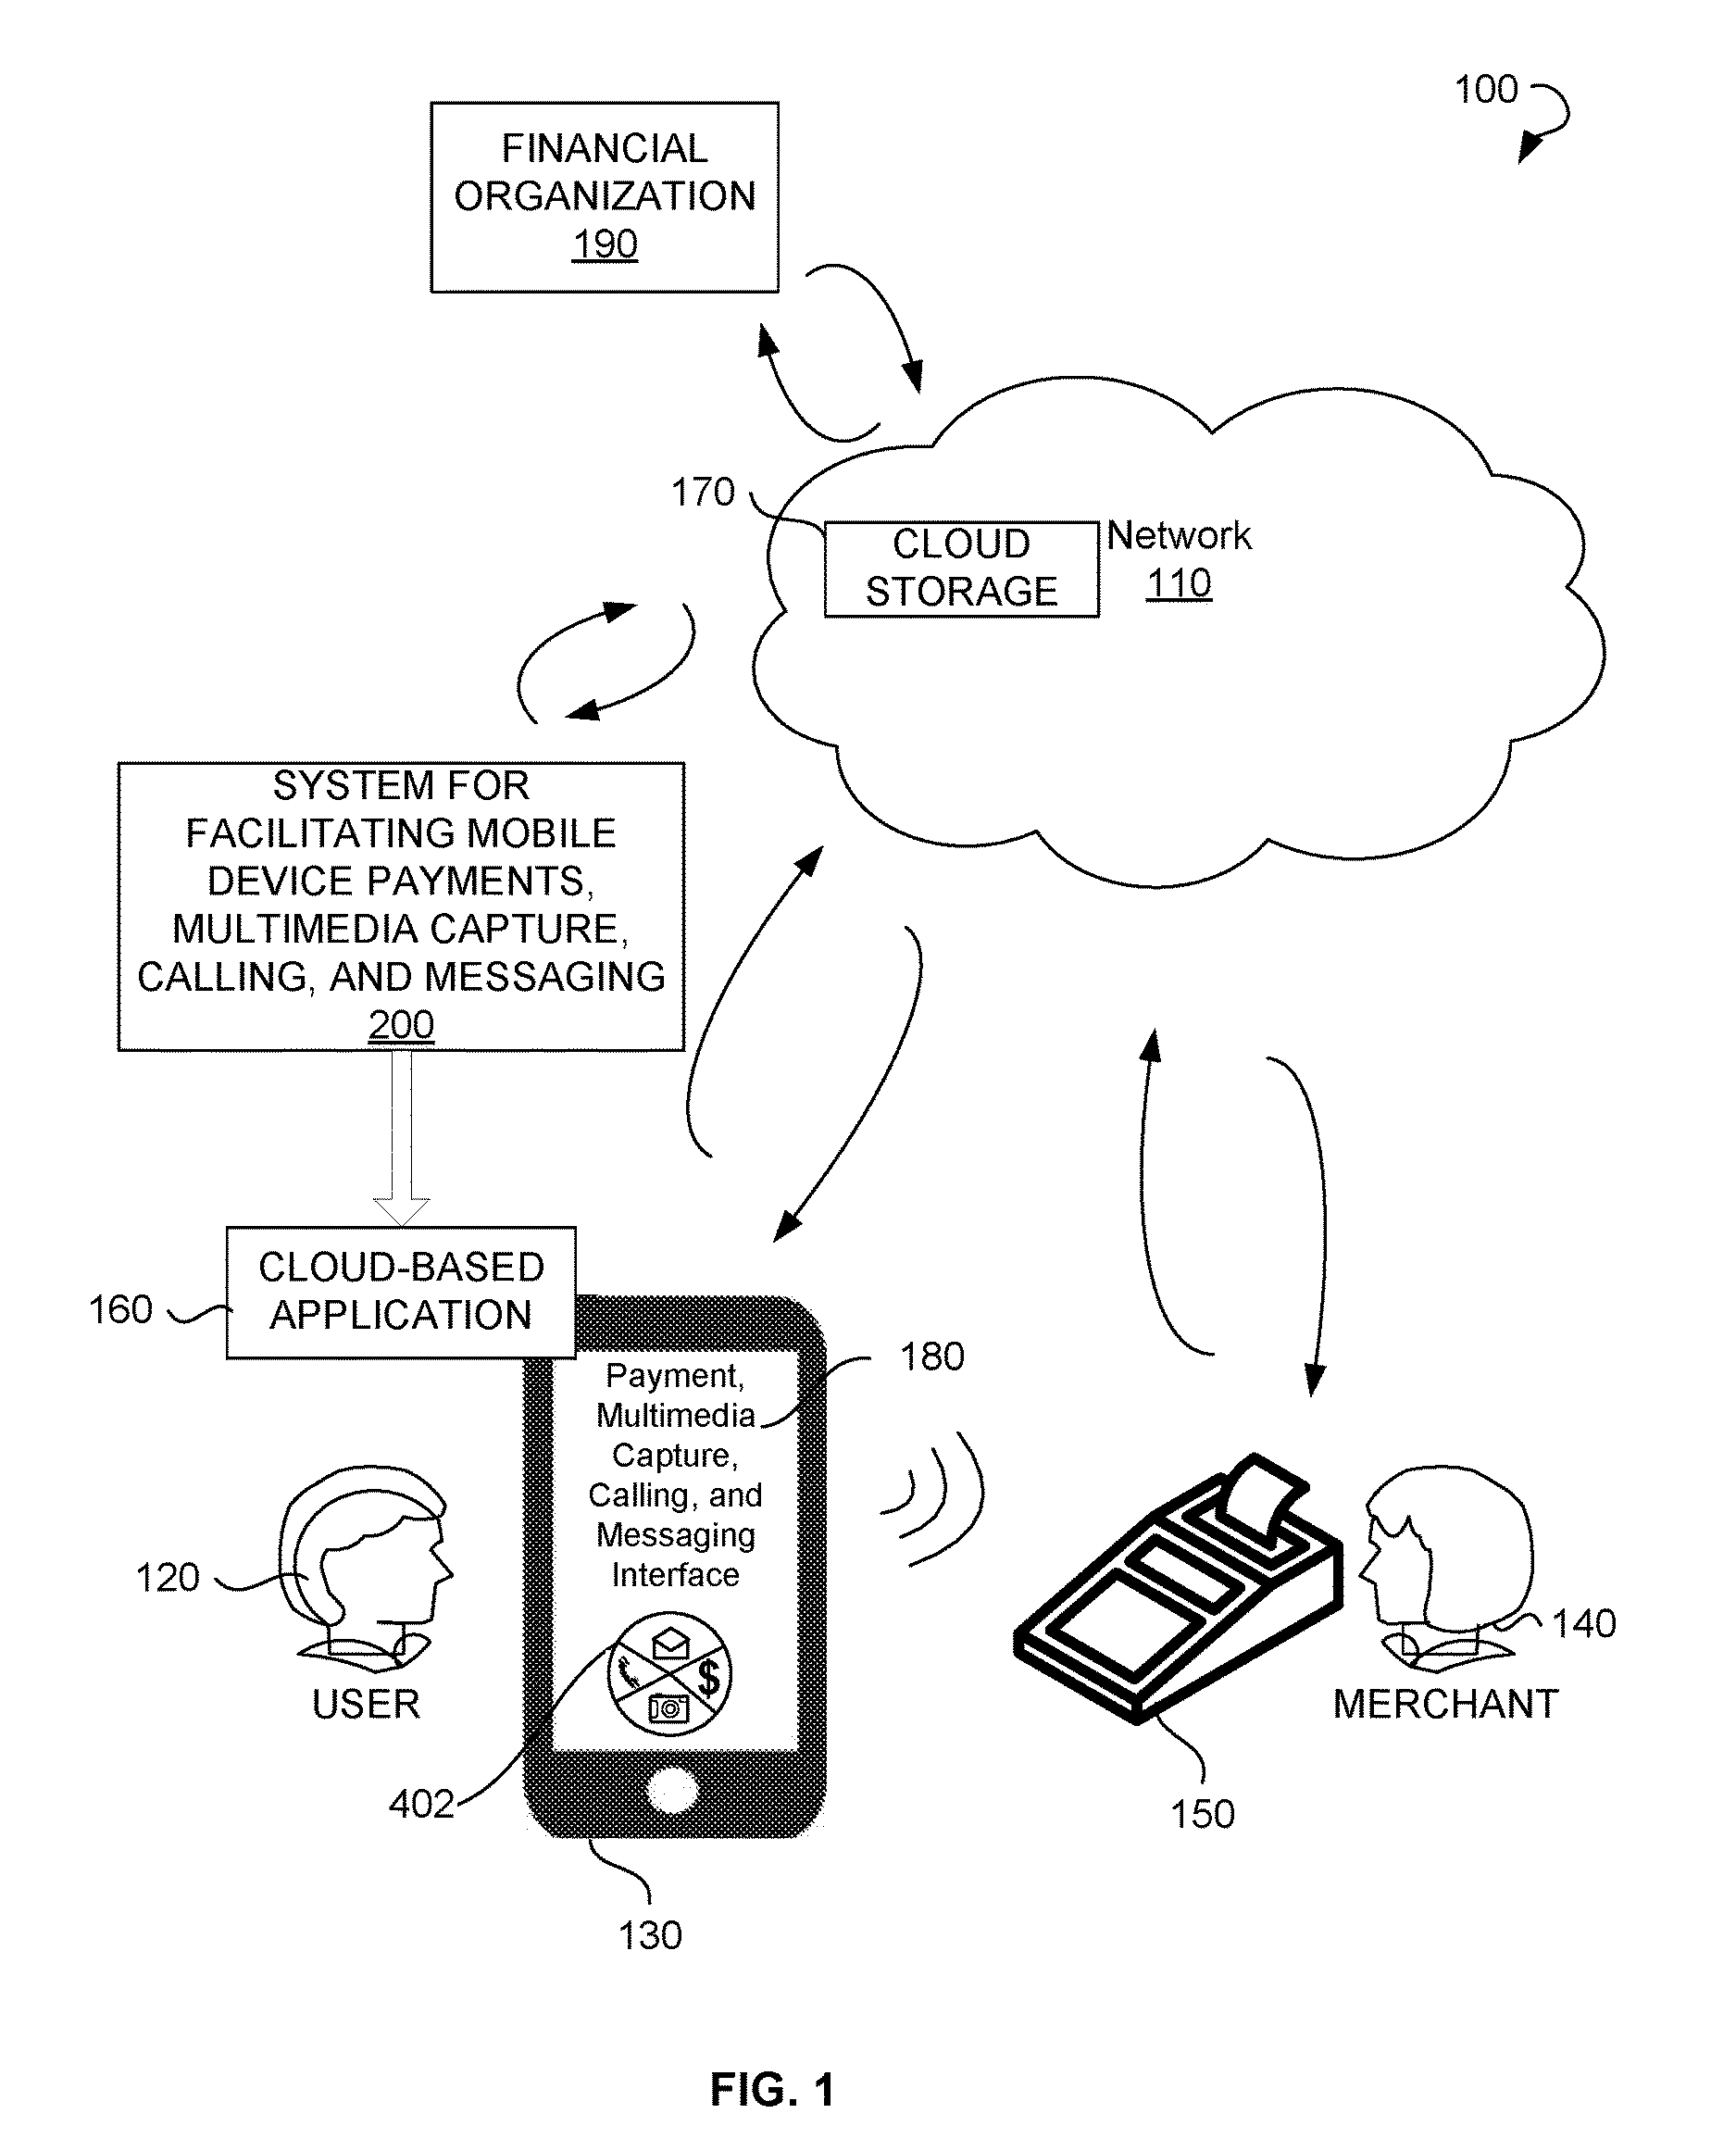 100
FINANCIAL
ORGANIZATION
190
170
CLOUD
STORAGE
Network
110
SYSTEM FOR
FACILITATING MOBILE
DEVICE PAYMENTS,
MULTIMEDIA CAPTURE,
CALLING, AND MESSAGING
200
CLOUD-BASED
APPLICATION
160
180
Payment,
Multimedia
Capture,
Calling, and
Messaging
Interface
$
120
USER
402
130
140
MERCHANT
150
FIG. 1